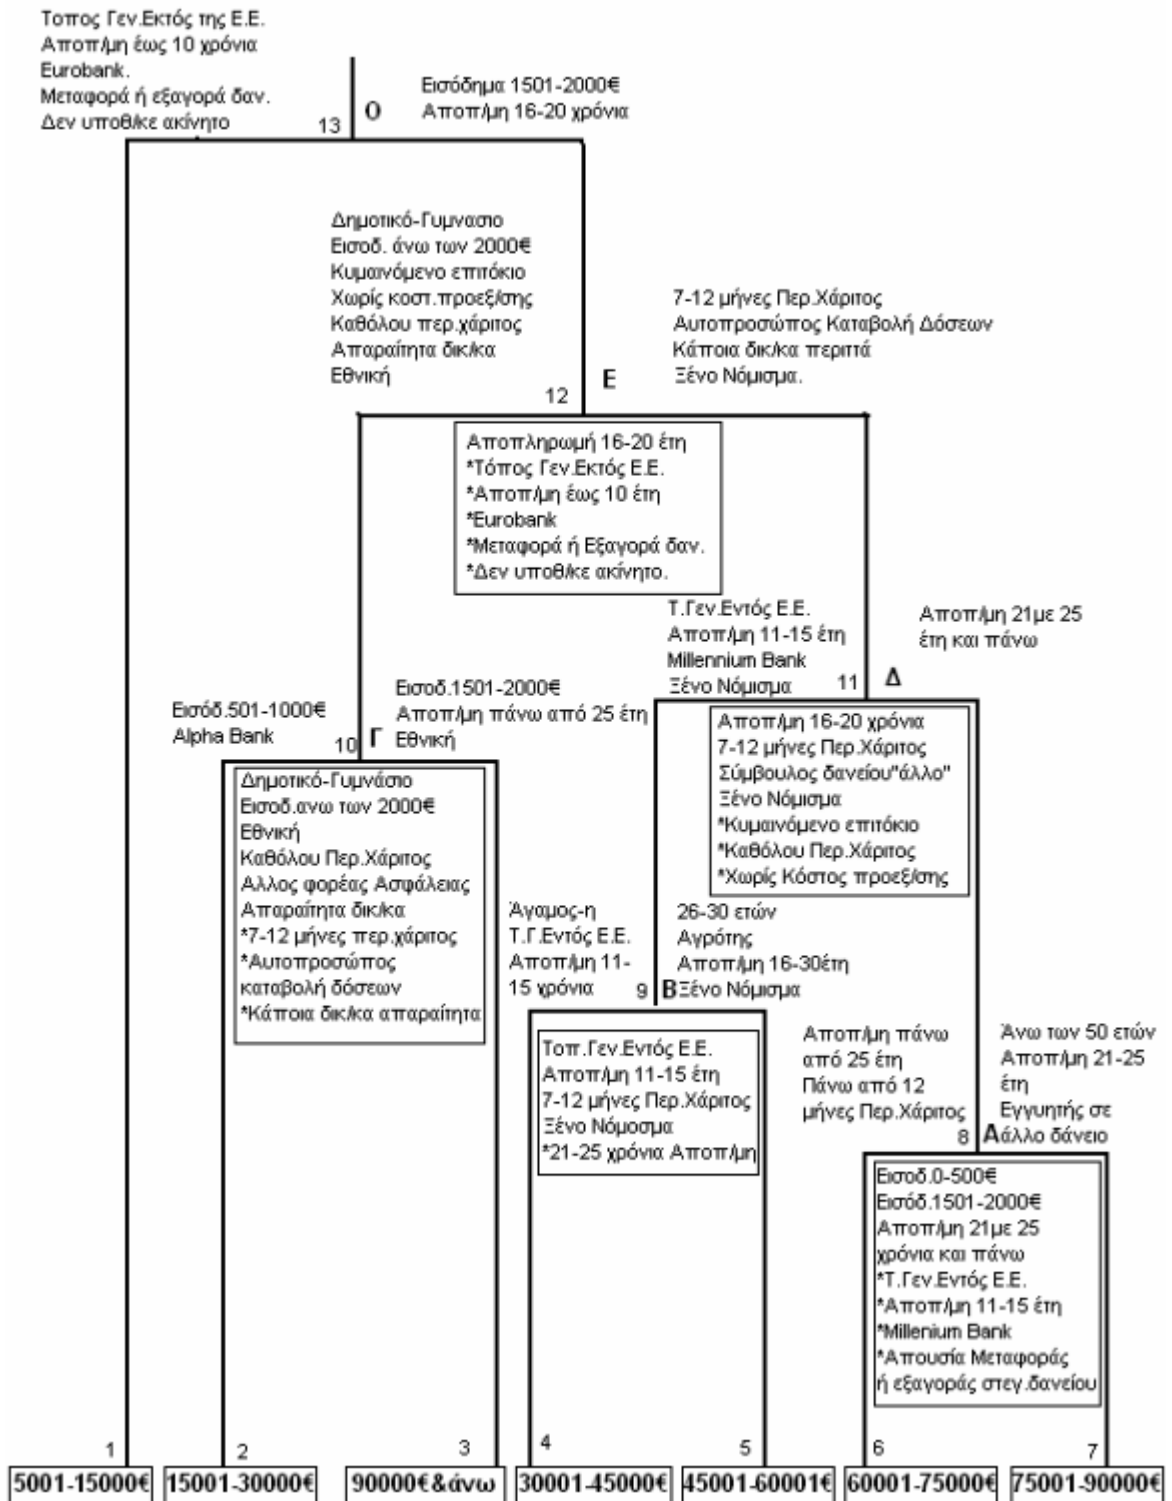 Τοπος Γεν.Εκτός της Ε.Ε.
Αποπ/μη έως 10 χρόνια
Eurobank.
Μεταφορά ή εξαγορά δαν.
Δεν υποθ/κε ακίνητο
13
Ο
Εισόδημα 1501-2000€
Αποπ/μη 16-20 χρόνια
Δημοτικό-Γυμνασιο
Εισοδ. άνω των 2000€
Κυμαινόμενο επιτόκιο
Χωρίς κοστ.προεξ/σης
Καθόλου περ.χάριτος
Απαραίτητα δικ/κα
Εθνική
12
Ε
7-12 μήνες Περ.Χάριτος
Αυτοπροσώπος Καταβολή Δόσεων
Κάποια δικ/κα περιττά
Ξένο Νόμισμα.
Αποπληρωμή 16-20 έτη
*Τόπος Γεν.Εκτός Ε.Ε.
*Αποπ/μη έως 10 έτη
*Eurobank
*Μεταφορά ή Εξαγορά δαν.
*Δεν υποθ/κε ακίνητο.
Τ.Γεν.Εντός Ε.Ε.
Αποπ/μη 11-15 έτη
Millennium Bank
Ξένο Νόμισμα
11
Δ
Αποπ/μη 21με 25
έτη και πάνω
Εισόδ.501-1000€
Alpha Bank
10
Γ
Εισοδ.1501-2000€
Αποπ/μη πάνω από 25 έτη
Εθνική
Δημοτικό-Γυμνάσιο
Εισοδ.ανω των 2000€
Εθνική
Καθόλου Περ.Χάριτος
Αλλος φορέας Ασφάλειας
Απαραίτητα δικ/κα
*7-12 μήνες περ.χάριτος
*Αυτοπροσώπος
καταβολή δόσεων
*Κάποια δικ/κα απαραίτητα
Αποπ/μη 16-20 χρόνια
7-12 μήνες Περ.Χάριτος
Σύμβουλος δανείου"άλλο"
Ξένο Νόμισμα
*Κυμαινόμενο επιτόκιο
*Καθόλου Περ.Χάριτος
*Χωρίς Κόστος προεξ/σης
Άγαμος-η
Τ.Γ.Εντός Ε.Ε.
Αποπ/μη 11-
15 χρόνια
9
Β
26-30 ετών
Αγρότης
Αποπ/μη 16-30έτη
Ξένο Νόμισμα
Τοπ.Γεν.Εντός Ε.Ε.
Αποπ/μη 11-15 έτη
7-12 μήνες Περ.Χάριτος
Ξένο Νόμοσμα
*21-25 χρόνια Αποπ/μη
Αποπ/μη πάνω
από 25 έτη
Πάνω από 12
μήνες Περ.Χάριτος
8
Α
Άνω των 50 ετών
Αποπ/μη 21-25
έτη
Εγγυητής σε
άλλο δάνειο
Εισοδ.0-500€
Εισόδ.1501-2000€
Αποπ/μη 21με 25
χρόνια και πάνω
*Τ.Γεν.Εντός Ε.Ε.
*Αποπ/μη 11-15 έτη
*Millenium Bank
*Απουσία Μεταφοράς
ή εξαγοράς στεγ.δανείου
1
2
3
4
5
6
7
5001-15000€
15001-30000€
90000€&άνω
30001-45000€
45001-60001€
60001-75000€
75001-90000€